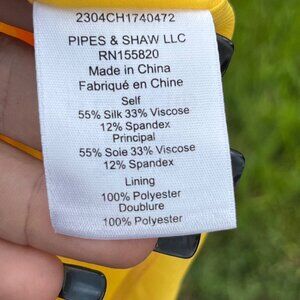 2304CH1740472
PIPES & SHAW LLC
RN155820
Made in China
Fabriqué en Chine
Self
55% Silk 33% Viscose
12% Spandex
Principal
55% Soie 33% Viscose
12% Spandex
Lining
100% Polyester
Doublure
100% Polyester